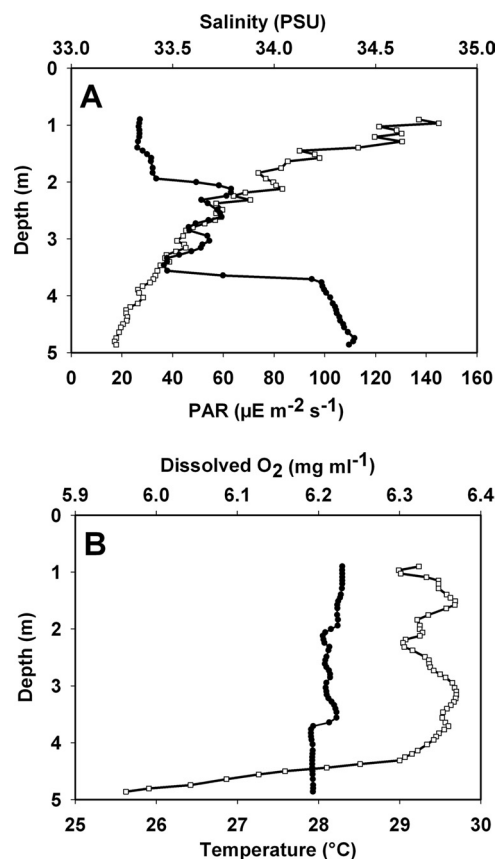 Salinity (PSU)
33.0 33.5 34.0 34.5 35.0
A
0
1
2
3
4
5
Depth (m)
0 20 40 60 80 100 120 140 160
PAR (µE m-2 s-1)
Dissolved O2 (mg ml-1)
5.9 6.0 6.1 6.2 6.3 6.4
B
0
1
2
3
4
5
Depth (m)
25 26 27 28 29 30
Temperature (°C)